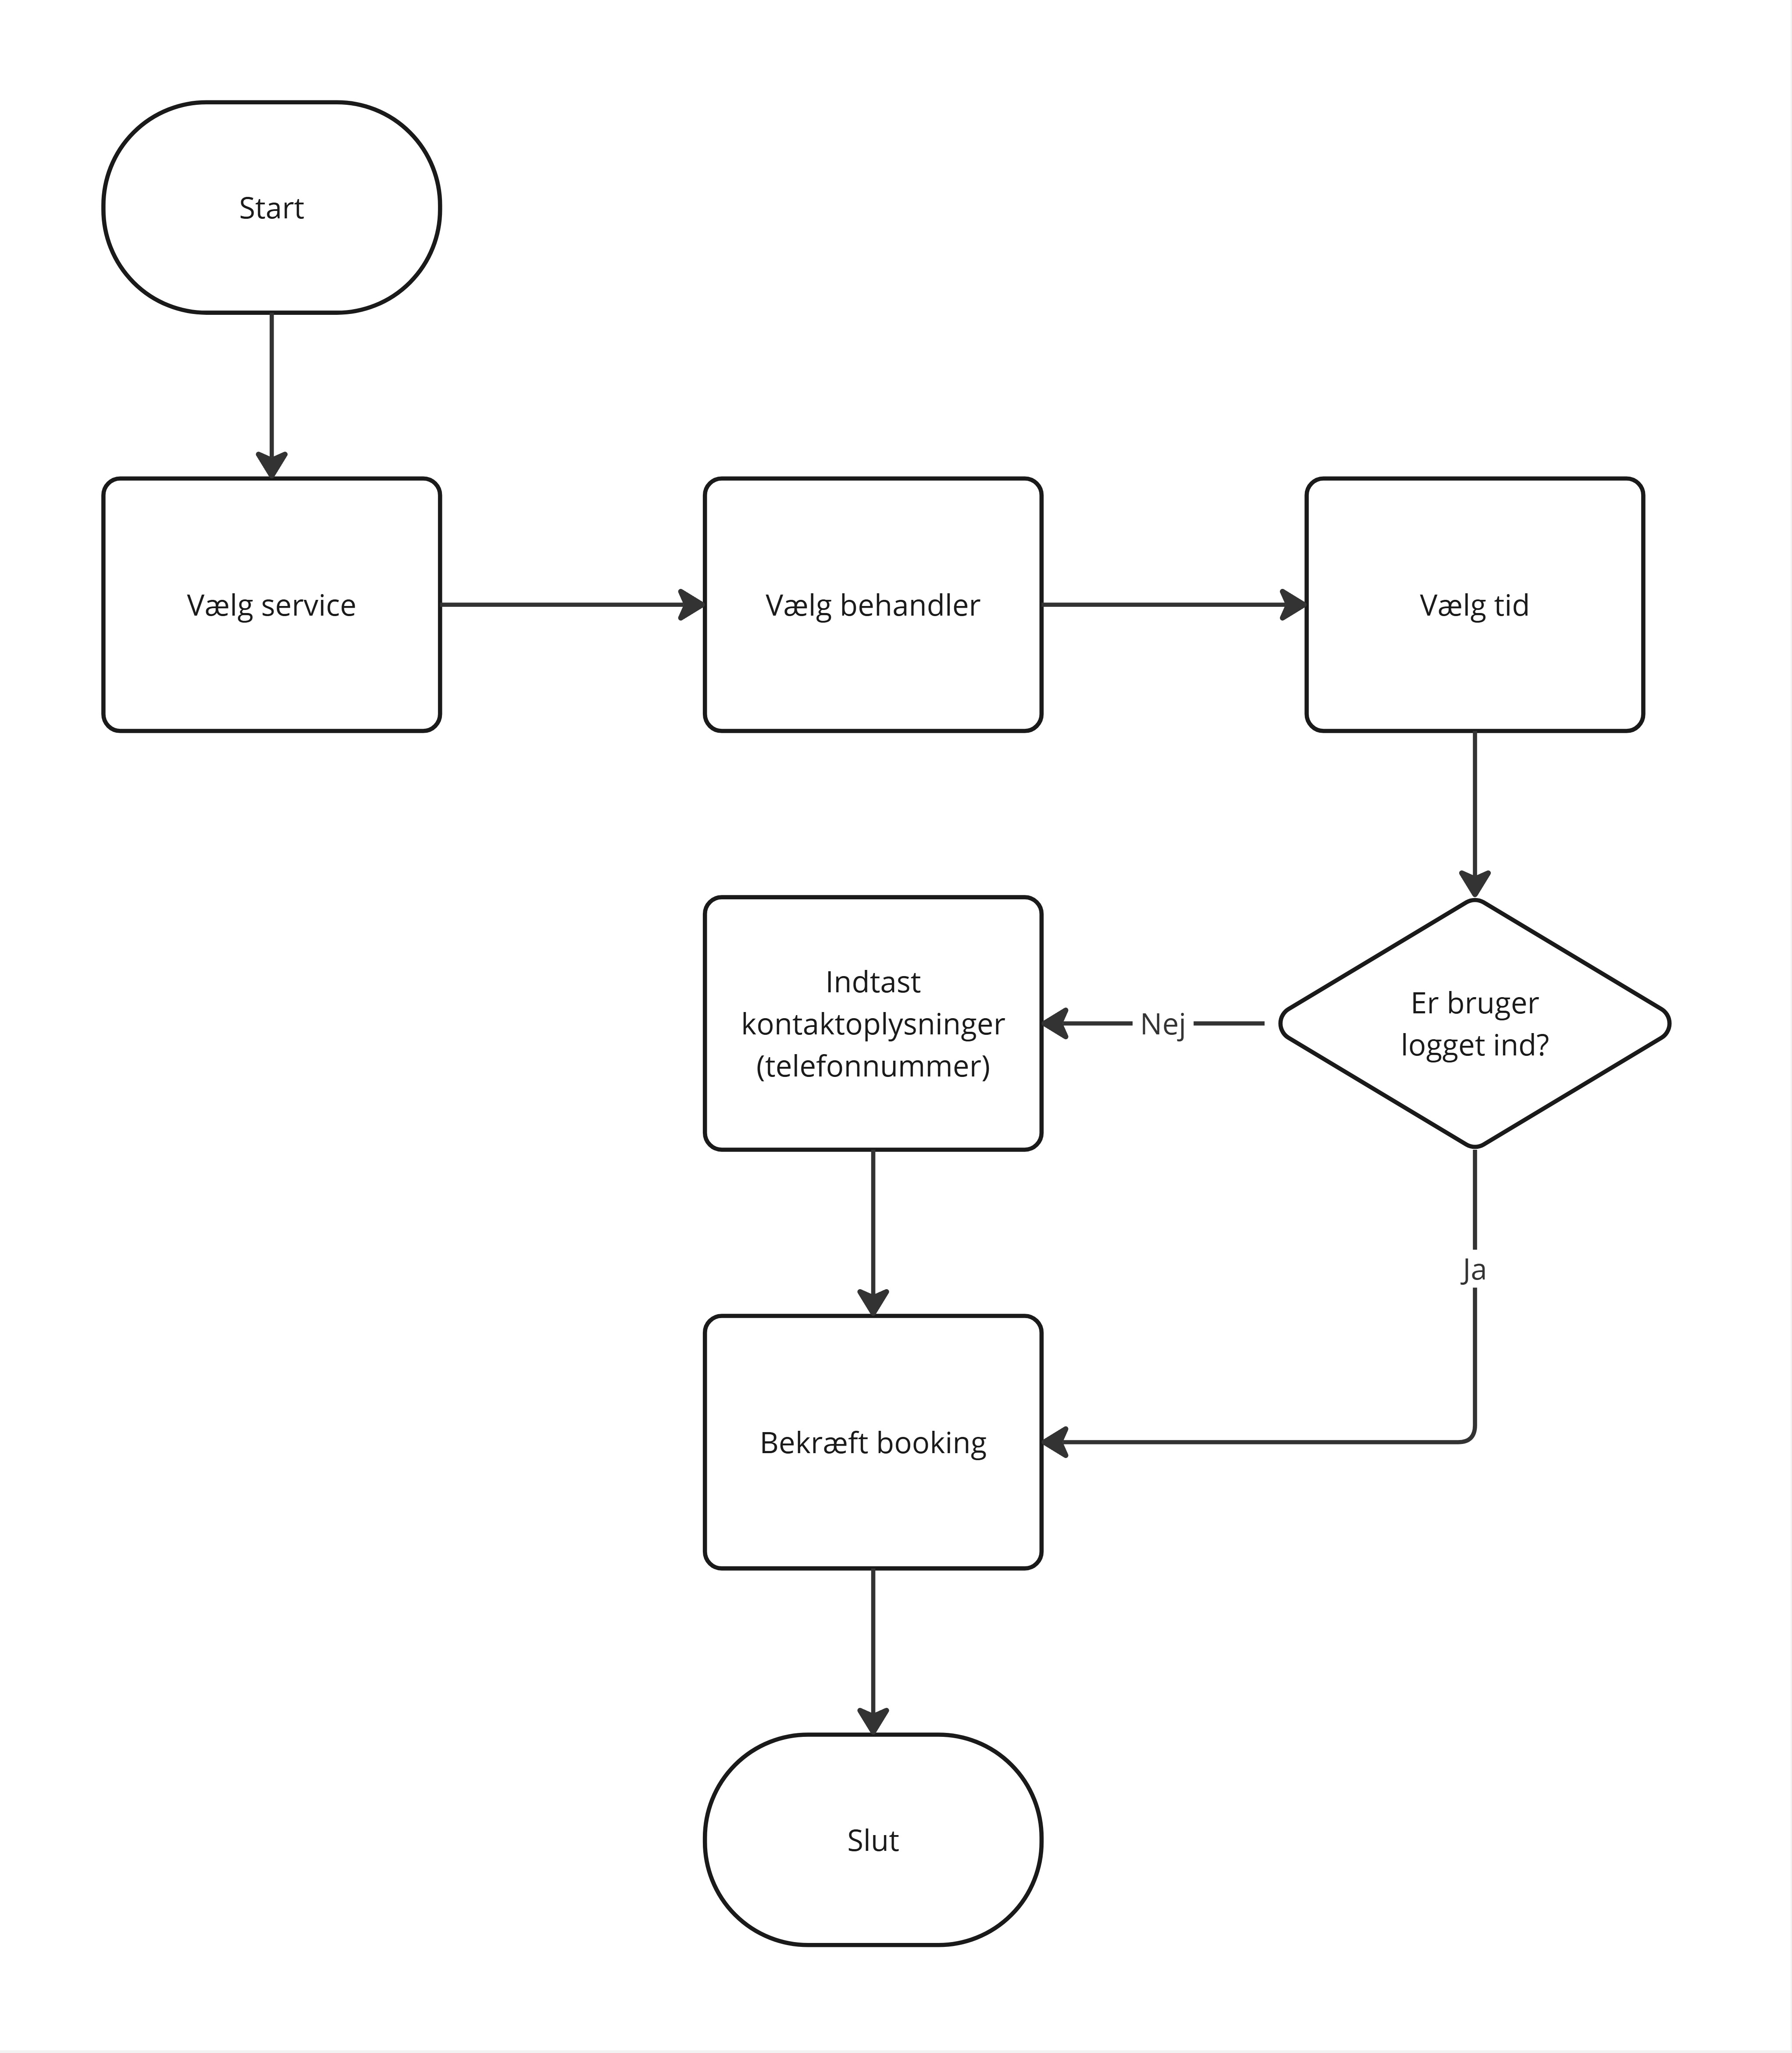 Start
Vælg service
Vælg behandler
Vælg tid
Er bruger
logget ind?
Nej
Indtast
kontaktoplysninger
(telefonnummer)
Ja
Bekræft booking
Slut